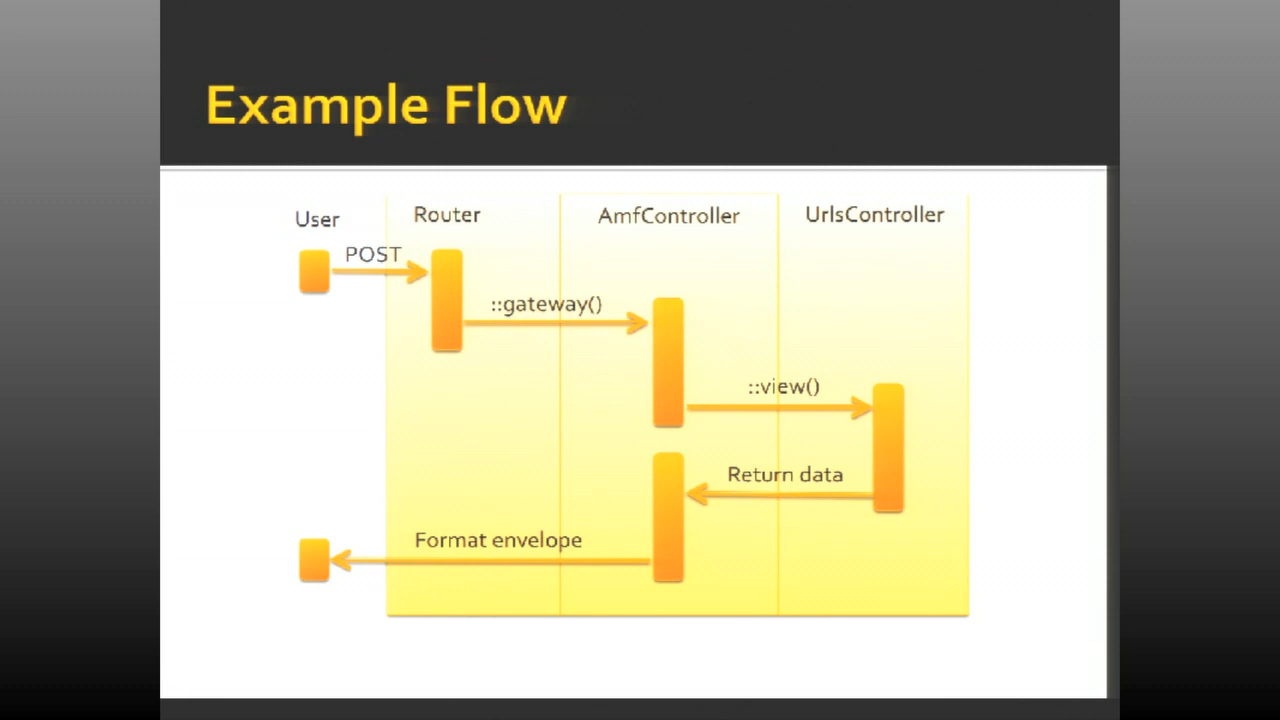 Example Flow
User
Router
AmfController
UrlsController
POST
::gateway()
::view()
Return data
Format envelope